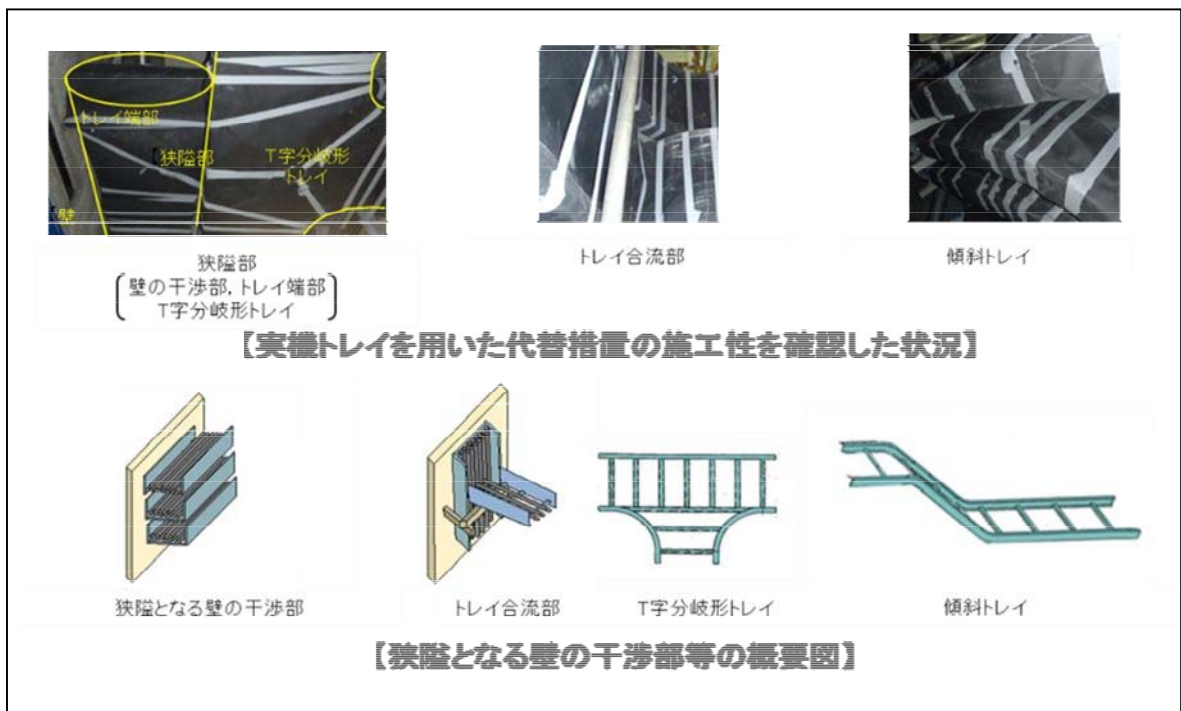 トレイ端部
狭隘部
T字分岐形
トレイ
壁
狭隘部
壁の干渉部,トレイ端部
T字分岐形トレイ
トレイ合流部
傾斜トレイ
【実機トレイを用いた代替措置の施工性を確認した状況】
狭隘となる壁の干渉部
トレイ合流部
T字分岐形トレイ
傾斜トレイ
【狭隘となる壁の干渉部等の概要図】